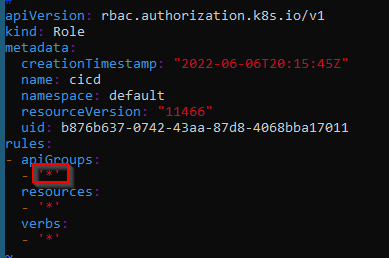 #
apiVersion: rbac.authorization.k8s.io/v1
kind: Role
metadata:
  creationTimestamp: "2022-06-06T20:15:45Z"
  name: cicd
  namespace: default
  resourceVersion: "11466"
  uid: b876b637-0742-43aa-87d8-4068bba17011
rules:
- apiGroups:
  - '*'
  resources:
  - '*'
  verbs:
  - '*'
~